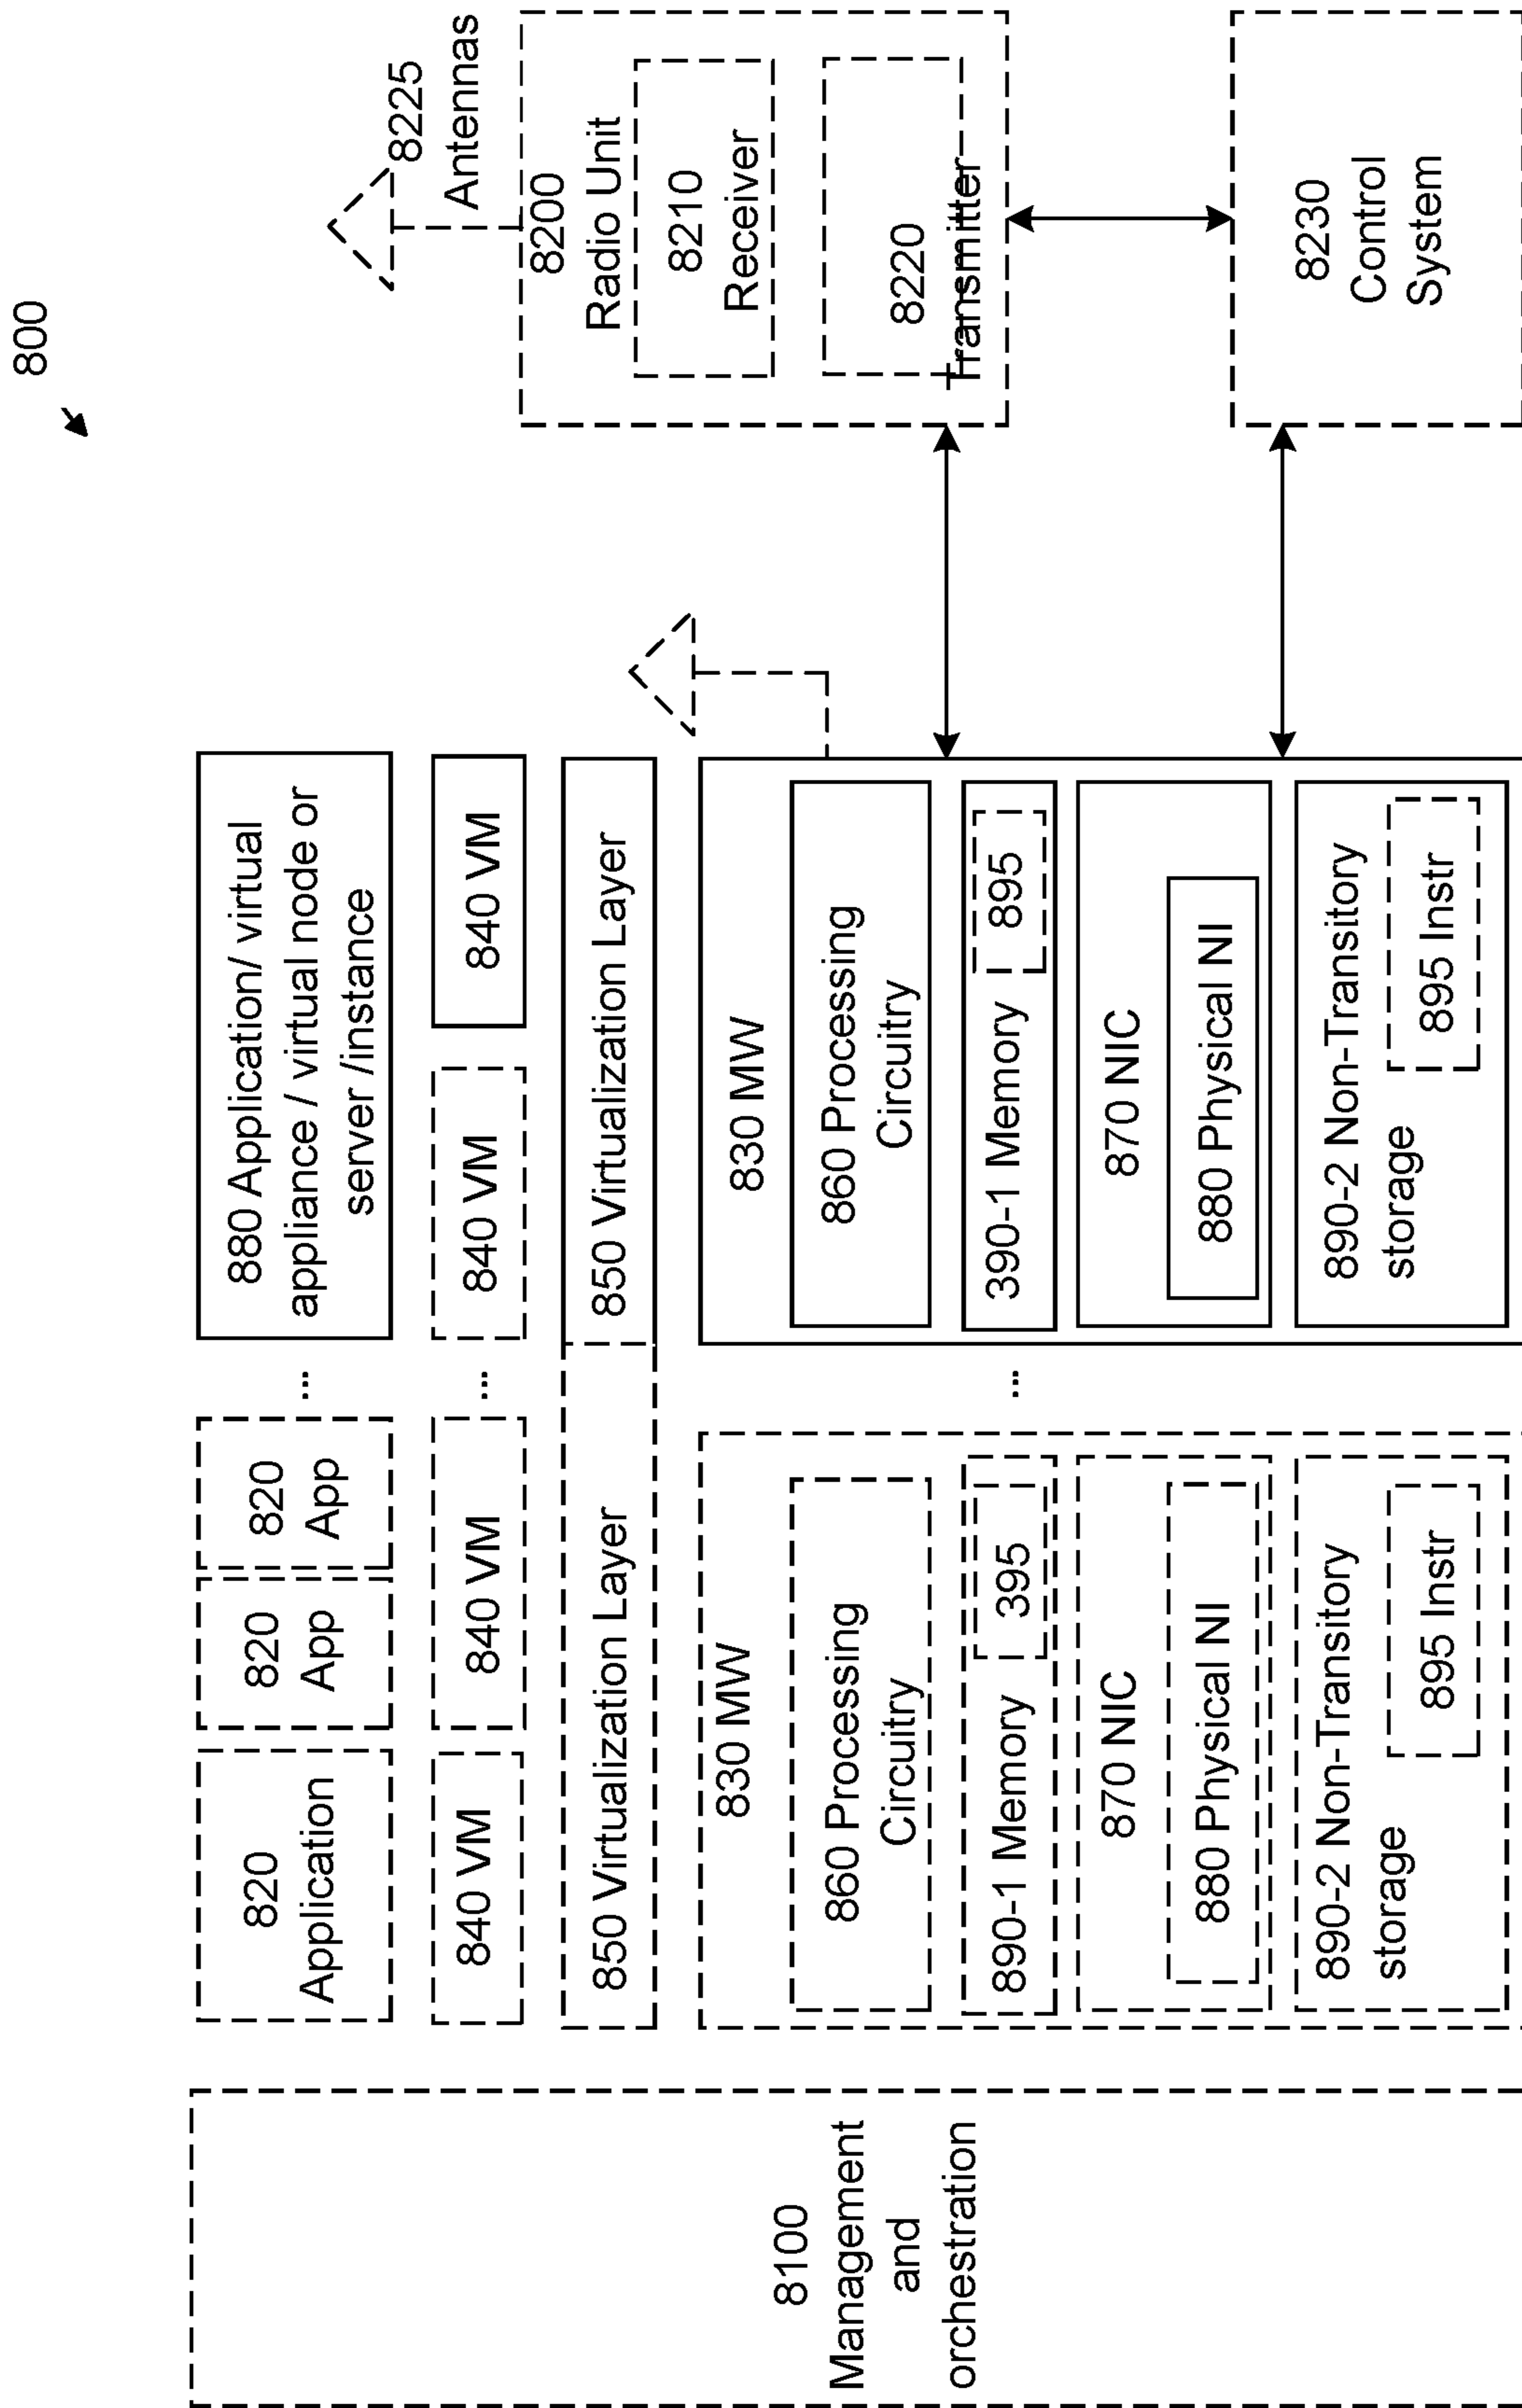 800
8100
Management
and
orchestration
820
Application
820
App
820
App
...
880 Application/ virtual
appliance / virtual node or
server /instance
8225
Antennas
840 VM
840 VM
...
840 VM
840 VM
850 Virtualization Layer
850 Virtualization Layer
830 MW
860 Processing
Circuitry
890-1 Memory
395
870 NIC
880 Physical NI
890-2 Non-Transitory
storage
895 Instr
...
830 MW
860 Processing
Circuitry
390-1 Memory
895
870 NIC
880 Physical NI
890-2 Non-Transitory
storage
895 Instr
8200
Radio Unit
8210
Receiver
8220
Transmitter
8230
Control
System